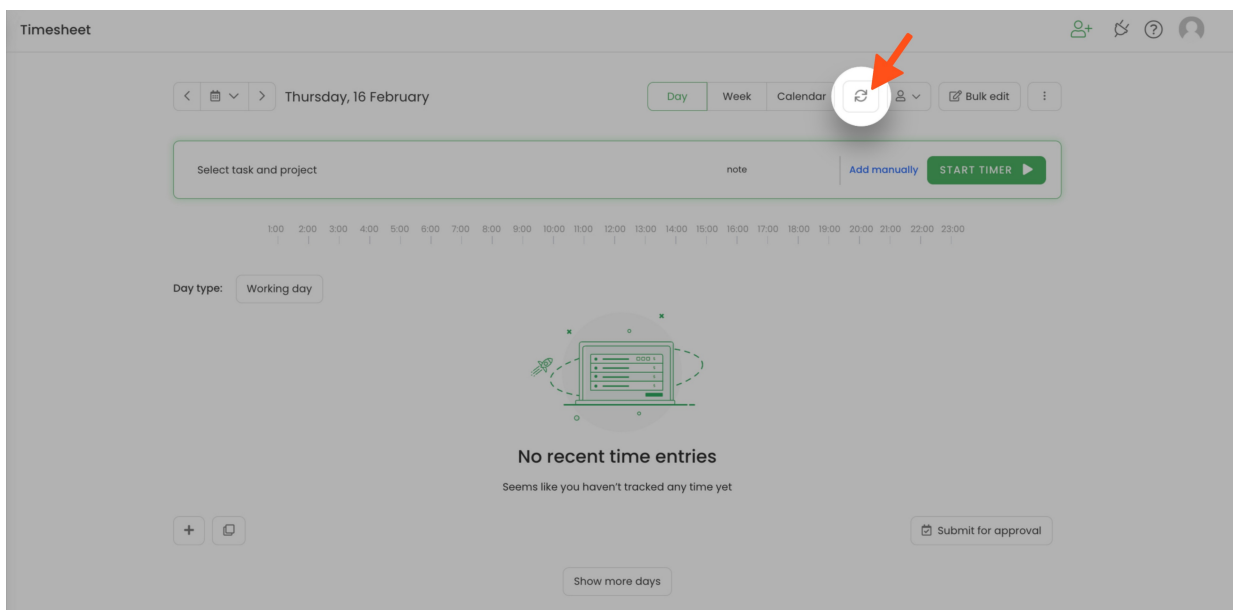 Timesheet
Thursday, 16 February
Day Week Calendar Bulk edit
Select task and project note Add manually START TIMER
1:00 2:00 3:00 4:00 5:00 6:00 7:00 8:00 9:00 10:00 11:00 12:00 13:00 14:00 15:00 16:00 17:00 18:00 19:00 20:00 21:00 22:00 23:00
Day type: Working day
No recent time entries
Seems like you haven't tracked any time yet
Submit for approval
Show more days